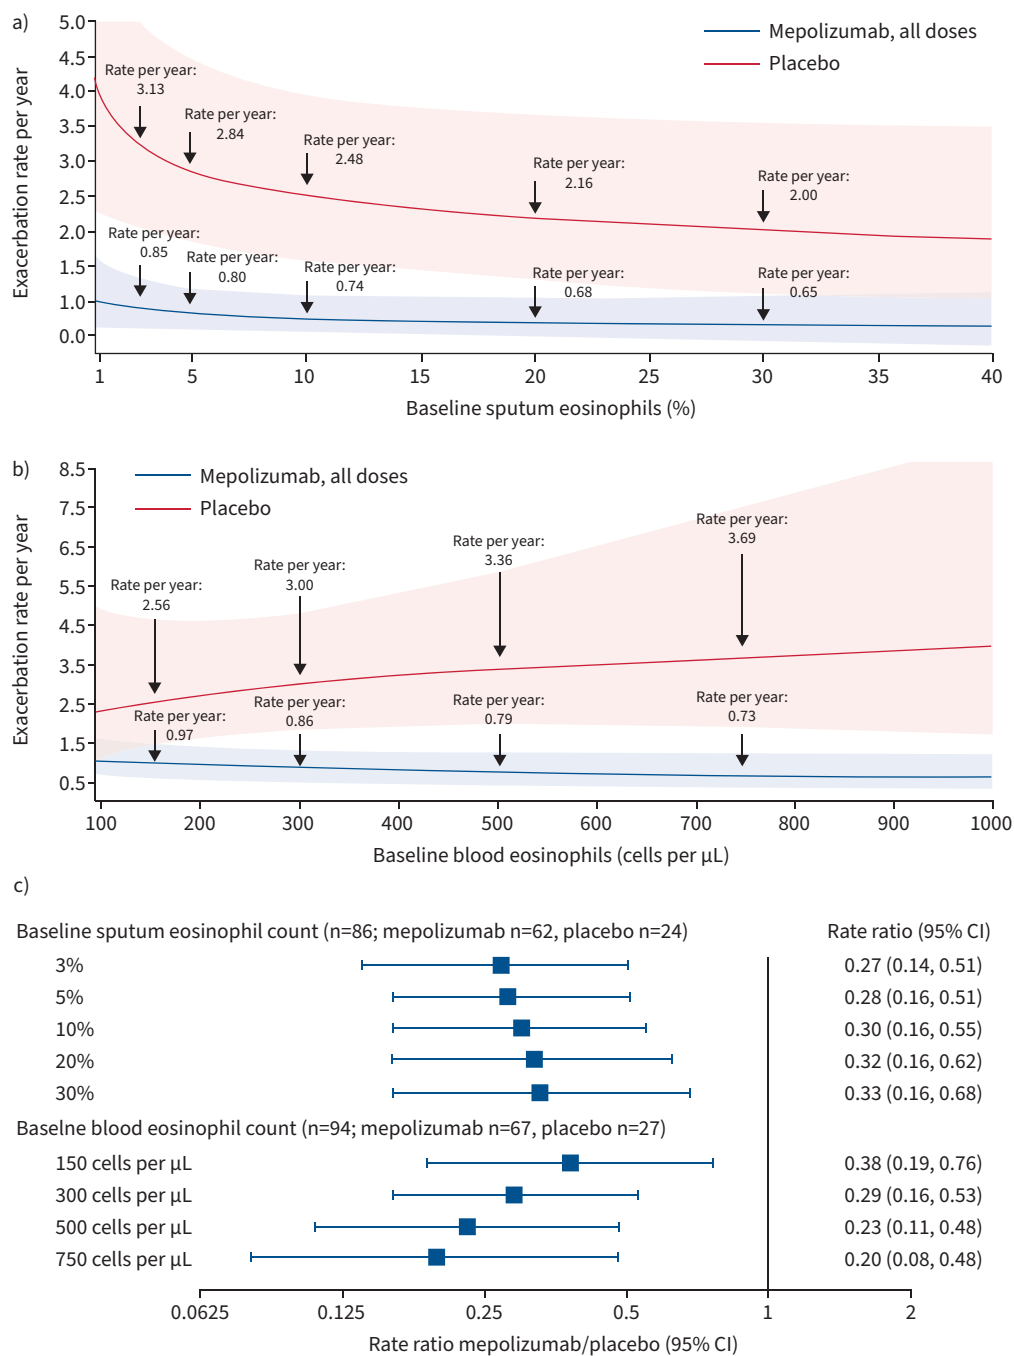 a)
Mepolizumab, all doses
Placebo
Exacerbation rate per year
5.0
4.5
4.0
3.5
3.0
2.5
2.0
1.5
1.0
0.0
Rate per year:
3.13
Rate per year:
2.84
Rate per year:
2.48
Rate per year:
2.16
Rate per year:
2.00
Rate per year:
0.85
Rate per year:
0.80
Rate per year:
0.74
Rate per year:
0.68
Rate per year:
0.65
1 5 10 15 20 25 30 35 40
Baseline sputum eosinophils (%)
b)
Mepolizumab, all doses
Placebo
Exacerbation rate per year
8.5
7.5
6.5
5.5
4.5
3.5
2.5
1.5
0.5
Rate per year:
2.56
Rate per year:
3.00
Rate per year:
3.36
Rate per year:
3.69
Rate per year:
0.97
Rate per year:
0.86
Rate per year:
0.79
Rate per year:
0.73
100 200 300 400 500 600 700 800 900 1000
Baseline blood eosinophils (cells per µL)
c)
Baseline sputum eosinophil count (n=86; mepolizumab n=62, placebo n=24) Rate ratio (95% CI)
3% 0.27 (0.14, 0.51)
5% 0.28 (0.16, 0.51)
10% 0.30 (0.16, 0.55)
20% 0.32 (0.16, 0.62)
30% 0.33 (0.16, 0.68)
Baselne blood eosinophil count (n=94; mepolizumab n=67, placebo n=27)
150 cells per µL 0.38 (0.19, 0.76)
300 cells per µL 0.29 (0.16, 0.53)
500 cells per µL 0.23 (0.11, 0.48)
750 cells per µL 0.20 (0.08, 0.48)
0.0625 0.125 0.25 0.5 1 2
Rate ratio mepolizumab/placebo (95% CI)